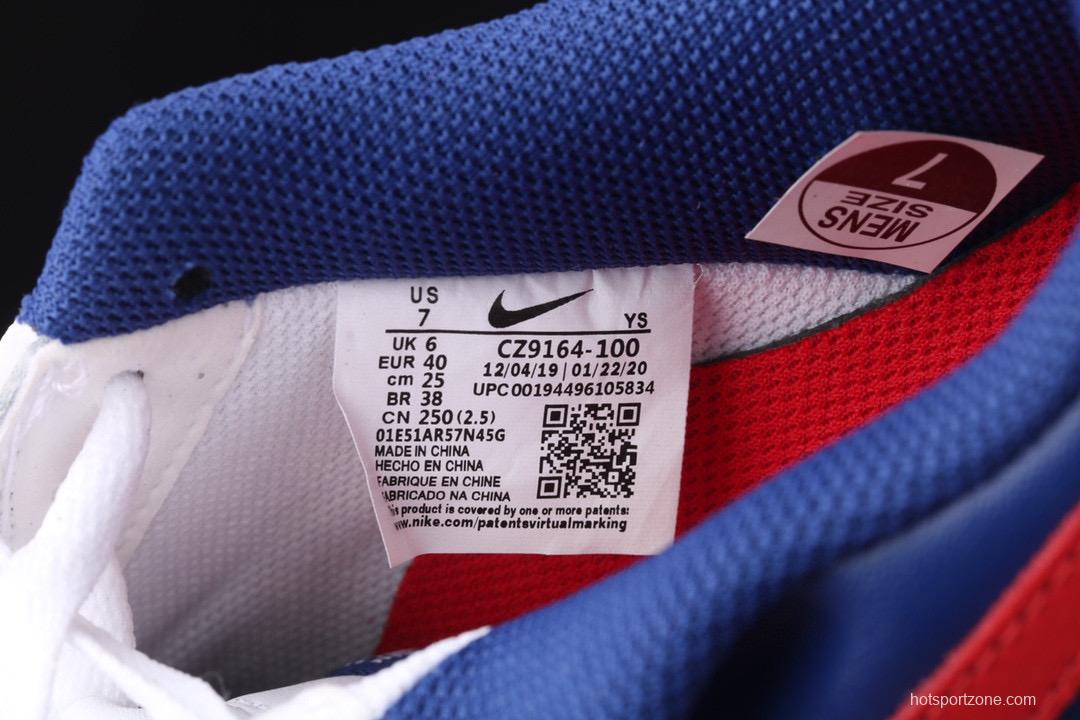 7
MENS
SIZE
US
7
YS
UK 6
EUR 40
cm 25
BR 38
CN 250 (2.5)
CZ9164-100
12/04/19 | 01/22/20
UPC00194496105834
01E51AR57N45G
MADE IN CHINA
HECHO EN CHINA
FABRIQUE EN CHINE
FABRICADO NA CHINA
is product is covered by one or more patents:
www.nike.com/patentsvirtualmarking
hotsportzone.com